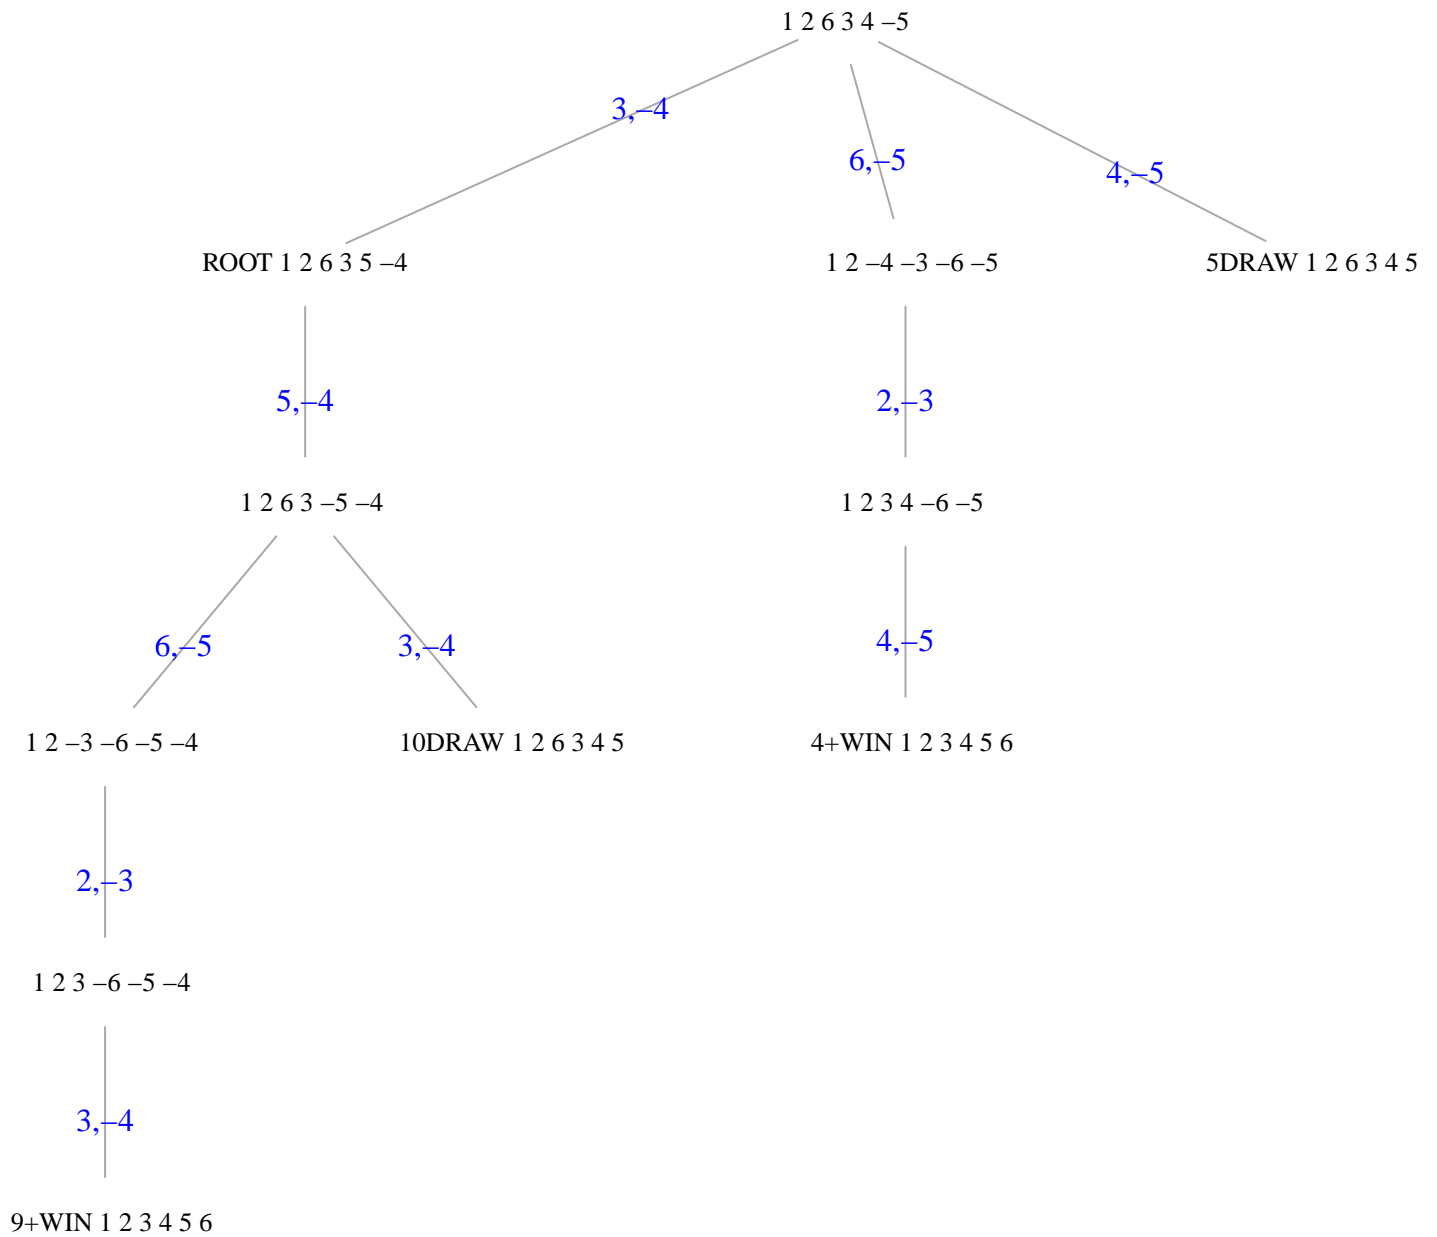 1 2 6 3 4 –5
3,–4
6,–5
4,–5
ROOT 1 2 6 3 5 –4
1 2 –4 –3 –6 –5
5DRAW 1 2 6 3 4 5
5,–4
2,–3
1 2 6 3 –5 –4
1 2 3 4 –6 –5
6,–5
3,–4
4,–5
1 2 –3 –6 –5 –4
10DRAW 1 2 6 3 4 5
4+WIN 1 2 3 4 5 6
2,–3
1 2 3 –6 –5 –4
3,–4
9+WIN 1 2 3 4 5 6